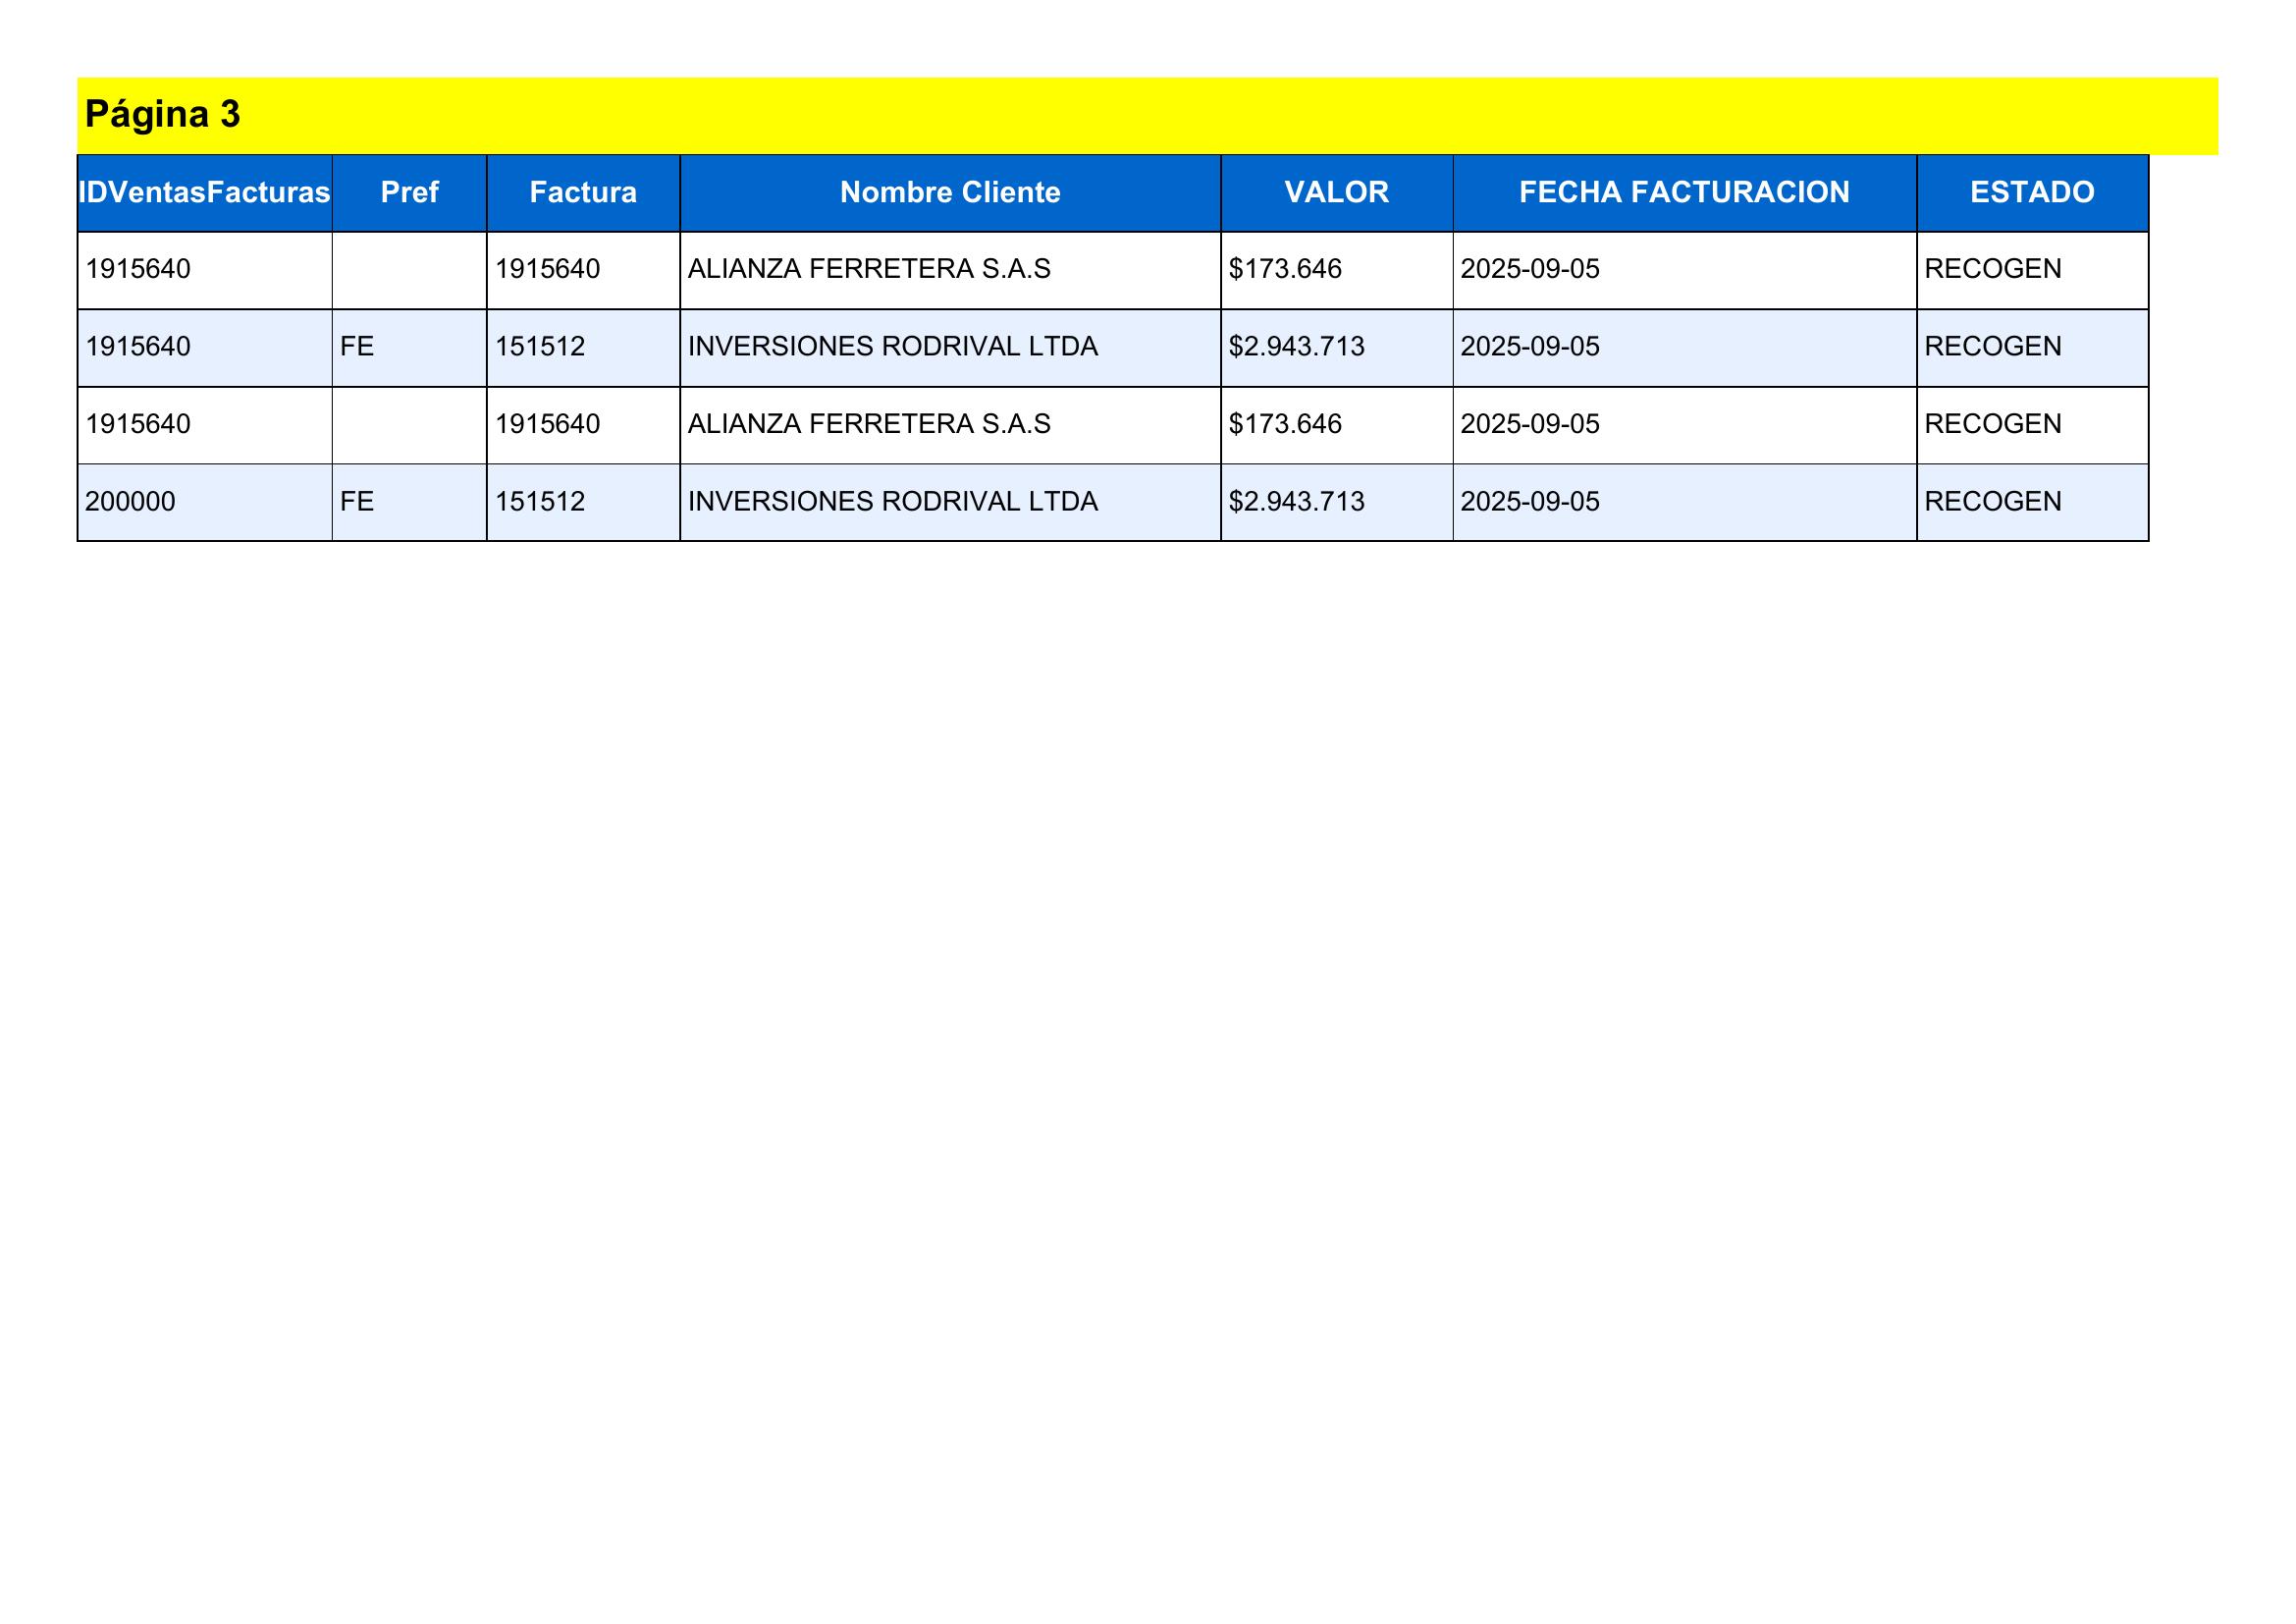 Página 3
IDVentasFacturas Pref Factura Nombre Cliente VALOR FECHA FACTURACION ESTADO
1915640 1915640 ALIANZA FERRETERA S.A.S $173.646 2025-09-05 RECOGEN
1915640 FE 151512 INVERSIONES RODRIVAL LTDA $2.943.713 2025-09-05 RECOGEN
1915640 1915640 ALIANZA FERRETERA S.A.S $173.646 2025-09-05 RECOGEN
200000 FE 151512 INVERSIONES RODRIVAL LTDA $2.943.713 2025-09-05 RECOGEN